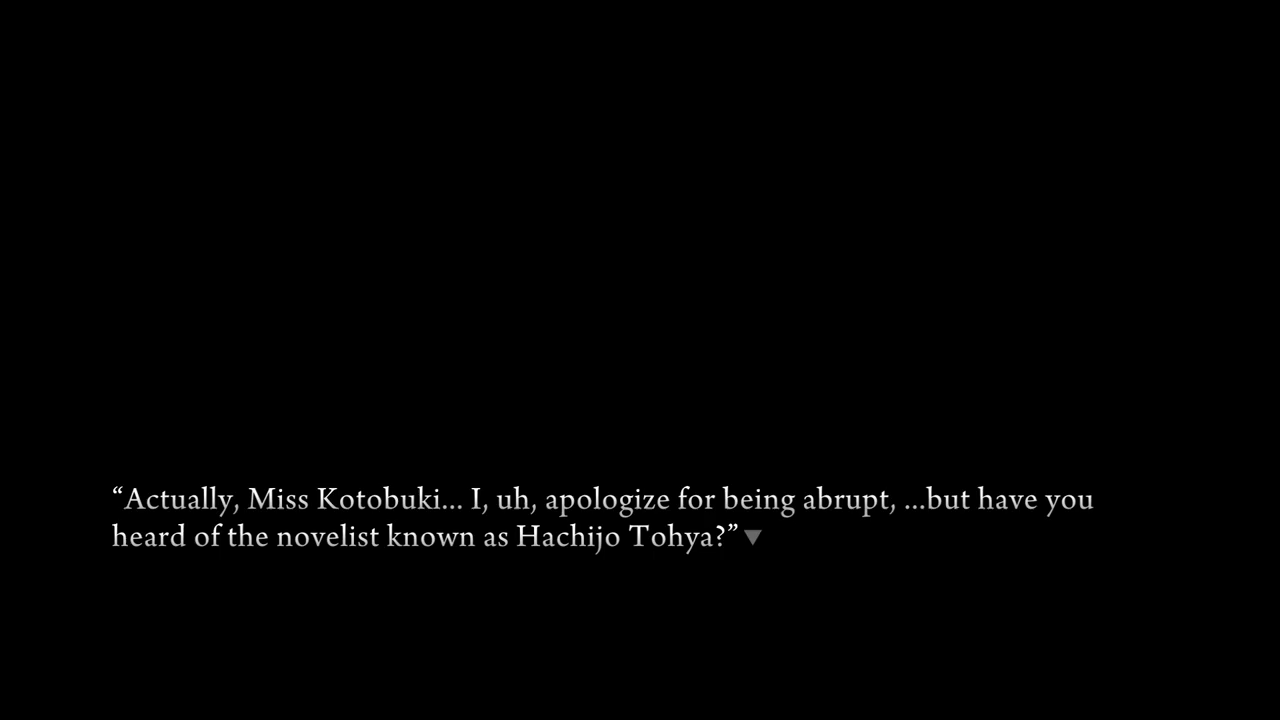 “Actually, Miss Kotobuki... I, uh, apologize for being abrupt, ...but have you
heard of the novelist known as Hachijo Tohya?”